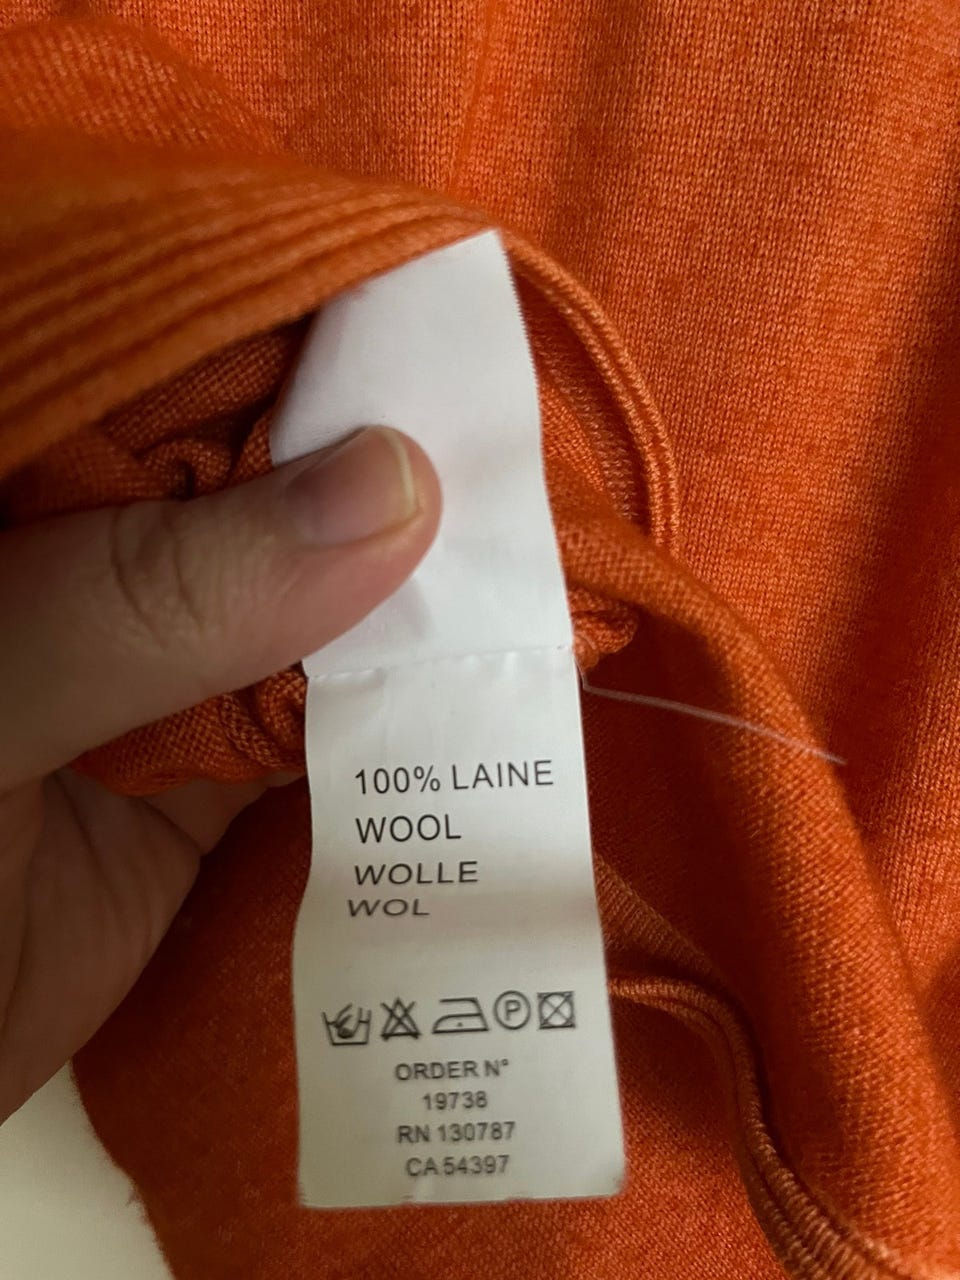 100% LAINE
WOOL
WOLLE
WOL
P
ORDER N°
19738
RN 130787
CA 54397